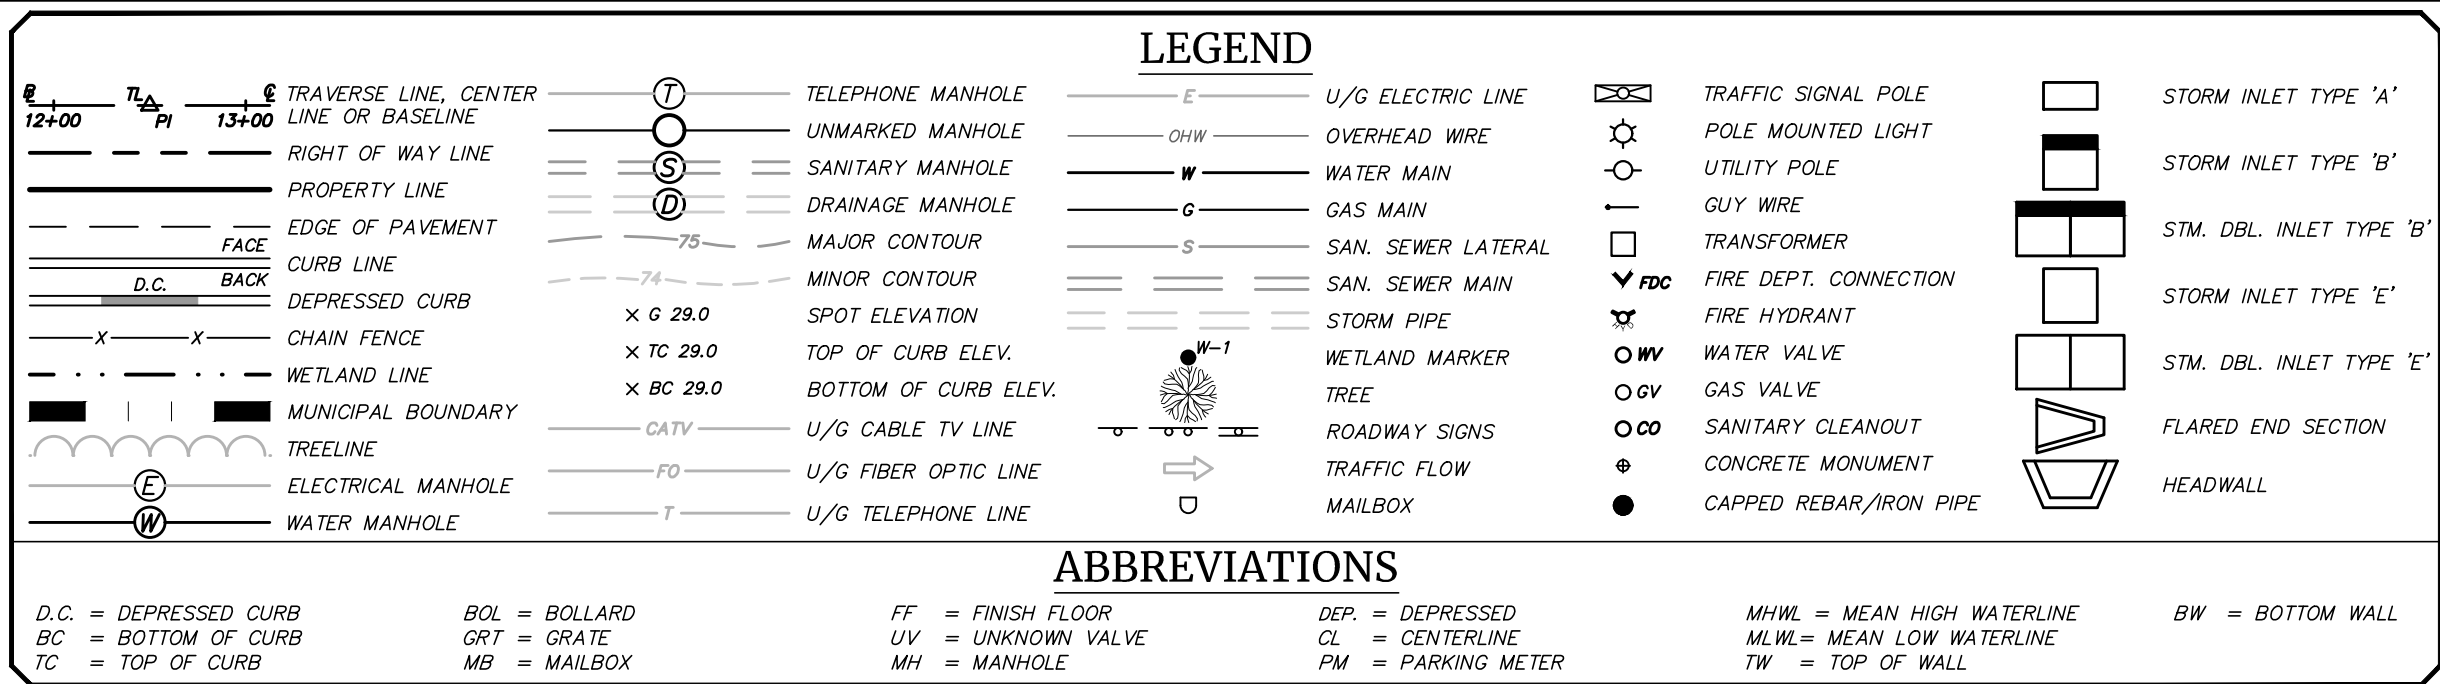 LEGEND
℄ 12+00 TL PI ℄ 13+00 TRAVERSE LINE, CENTER
LINE OR BASELINE
RIGHT OF WAY LINE
PROPERTY LINE
EDGE OF PAVEMENT
FACE
CURB LINE
BACK
D.C.
DEPRESSED CURB
X X CHAIN FENCE
WETLAND LINE
MUNICIPAL BOUNDARY
TREELINE
E ELECTRICAL MANHOLE
W WATER MANHOLE
T TELEPHONE MANHOLE
UNMARKED MANHOLE
S SANITARY MANHOLE
D DRAINAGE MANHOLE
75 MAJOR CONTOUR
74 MINOR CONTOUR
× G 29.0 SPOT ELEVATION
× TC 29.0 TOP OF CURB ELEV.
× BC 29.0 BOTTOM OF CURB ELEV.
CATV U/G CABLE TV LINE
FO U/G FIBER OPTIC LINE
T U/G TELEPHONE LINE
E U/G ELECTRIC LINE
OHW OVERHEAD WIRE
W WATER MAIN
G GAS MAIN
S SAN. SEWER LATERAL
SAN. SEWER MAIN
STORM PIPE
W-1 WETLAND MARKER
TREE
ROADWAY SIGNS
TRAFFIC FLOW
MAILBOX
TRAFFIC SIGNAL POLE
POLE MOUNTED LIGHT
UTILITY POLE
GUY WIRE
TRANSFORMER
FDC FIRE DEPT. CONNECTION
FIRE HYDRANT
WV WATER VALVE
GV GAS VALVE
CO SANITARY CLEANOUT
CONCRETE MONUMENT
CAPPED REBAR/IRON PIPE
STORM INLET TYPE 'A'
STORM INLET TYPE 'B'
STM. DBL. INLET TYPE 'B'
STORM INLET TYPE 'E'
STM. DBL. INLET TYPE 'E'
FLARED END SECTION
HEADWALL
ABBREVIATIONS
D.C. = DEPRESSED CURB
BC = BOTTOM OF CURB
TC = TOP OF CURB
BOL = BOLLARD
GRT = GRATE
MB = MAILBOX
FF = FINISH FLOOR
UV = UNKNOWN VALVE
MH = MANHOLE
DEP. = DEPRESSED
CL = CENTERLINE
PM = PARKING METER
MHWL = MEAN HIGH WATERLINE
MLWL= MEAN LOW WATERLINE
TW = TOP OF WALL
BW = BOTTOM WALL